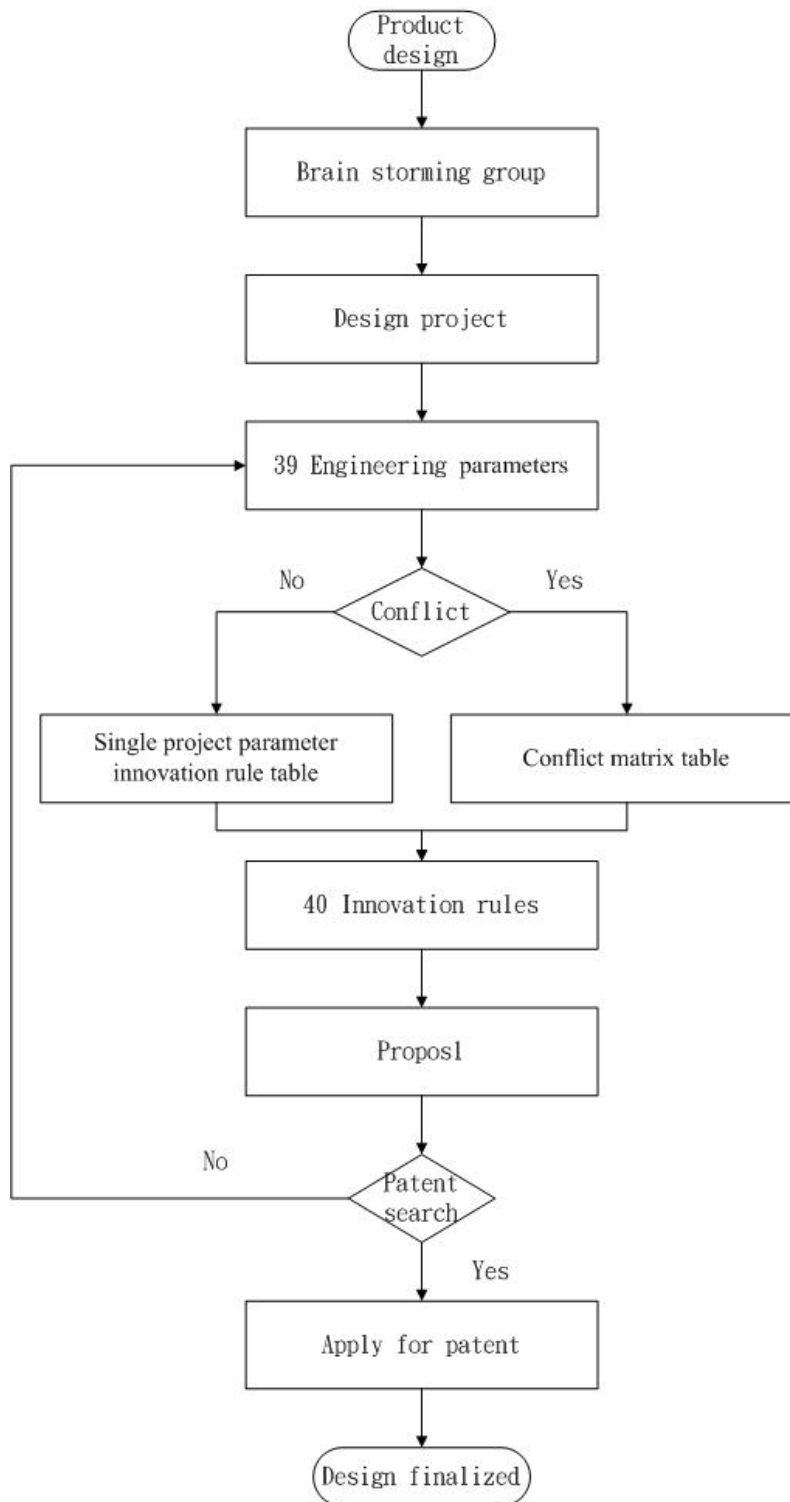 Product
design
Brain storming group
Design project
39 Engineering parameters
No
Yes
Conflict
Single project parameter
innovation rule table
Conflict matrix table
40 Innovation rules
Propos1
No
Patent
search
Yes
Apply for patent
Design finalized